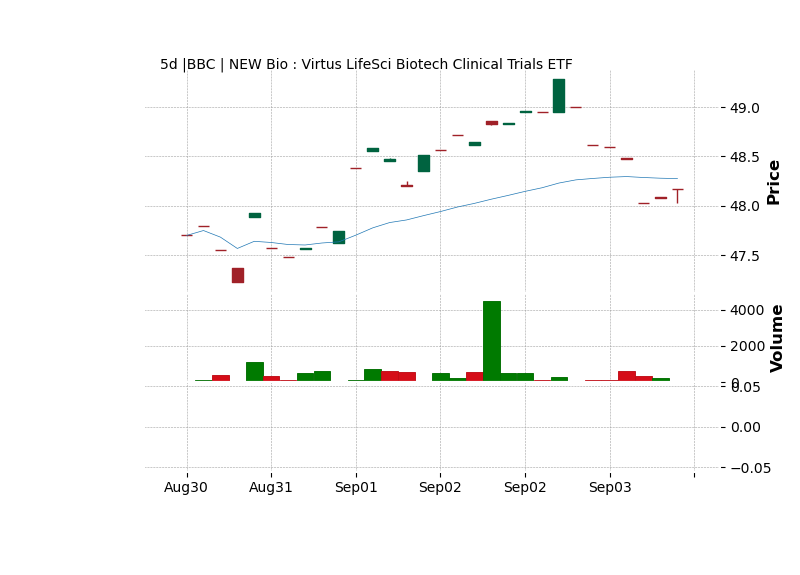 5d |BBC | NEW Bio : Virtus LifeSci Biotech Clinical Trials ETF
49.0
48.5
48.0
47.5
Price
4000
2000
0
Volume
0.05
0.00
−0.05
Aug30 Aug31 Sep01 Sep02 Sep02 Sep03